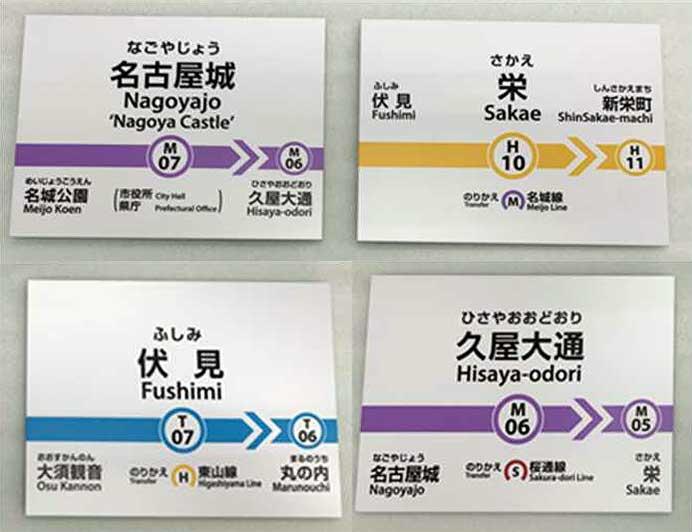 なごやじょう
名古屋城
Nagoyajo
'Nagoya Castle'
M 07
M 06
めいじょうこうえん
名城公園
Meijo Koen
市役所 City Hall
県庁 Prefectural Office
ひさやおおどおり
久屋大通
Hisaya-odori
さかえ
栄
Sakae
ふしみ
伏見
Fushimi
しんさかえまち
新栄町
ShinSakae-machi
H 10
H 11
のりかえ
Transfer
M
名城線
Meijo Line
ふしみ
伏見
Fushimi
T 07
T 06
おおすかんのん
大須観音
Osu Kannon
のりかえ
Transfer
H
東山線
Higashiyama Line
まるのうち
丸の内
Marunouchi
ひさやおおどおり
久屋大通
Hisaya-odori
M 06
M 05
なごやじょう
名古屋城
Nagoyajo
のりかえ
Transfer
S
桜通線
Sakura-dori Line
さかえ
栄
Sakae